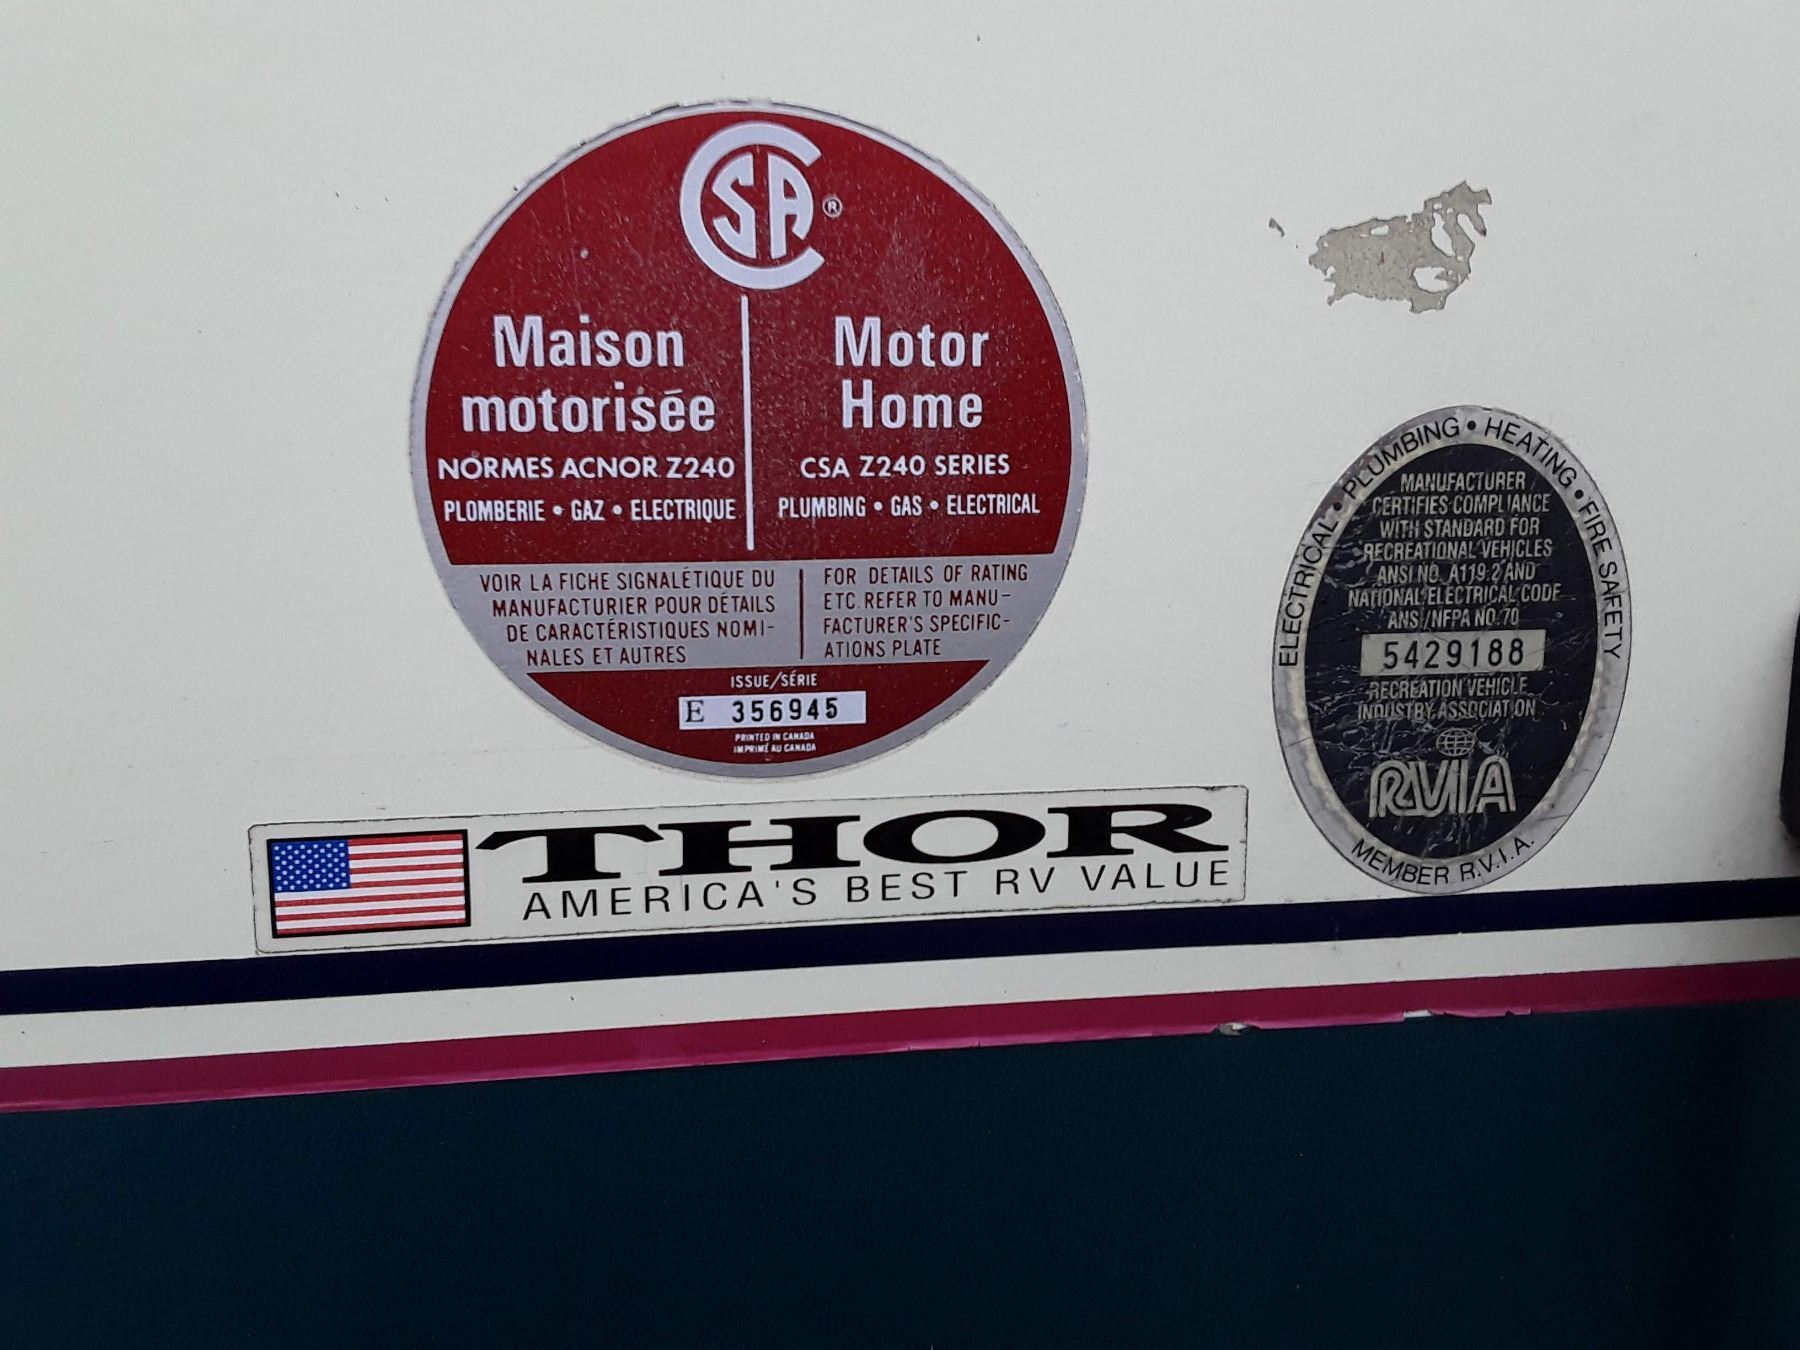 CSA ®
Maison
motorisée
NORMES ACNOR Z240
PLOMBERIE • GAZ • ELECTRIQUE
Motor
Home
CSA Z240 SERIES
PLUMBING • GAS • ELECTRICAL
VOIR LA FICHE SIGNALÉTIQUE DU
MANUFACTURIER POUR DÉTAILS
DE CARACTÉRISTIQUES NOMI-
NALES ET AUTRES
FOR DETAILS OF RATING
ETC. REFER TO MANU-
FACTURER'S SPECIFIC-
ATIONS PLATE
ISSUE/SÉRIE
E 356945
PRINTED IN CANADA
IMPRIMÉ AU CANADA
THOR
AMERICA'S BEST RV VALUE
ELECTRICAL • PLUMBING • HEATING • FIRE SAFETY
MANUFACTURER
CERTIFIES COMPLIANCE
WITH STANDARD FOR
RECREATIONAL VEHICLES
ANSI NO. A119.2 AND
NATIONAL ELECTRICAL CODE
ANSI/NFPA NO. 70
5429188
RECREATION VEHICLE
INDUSTRY ASSOCIATION
RVIA
MEMBER R.V.I.A.